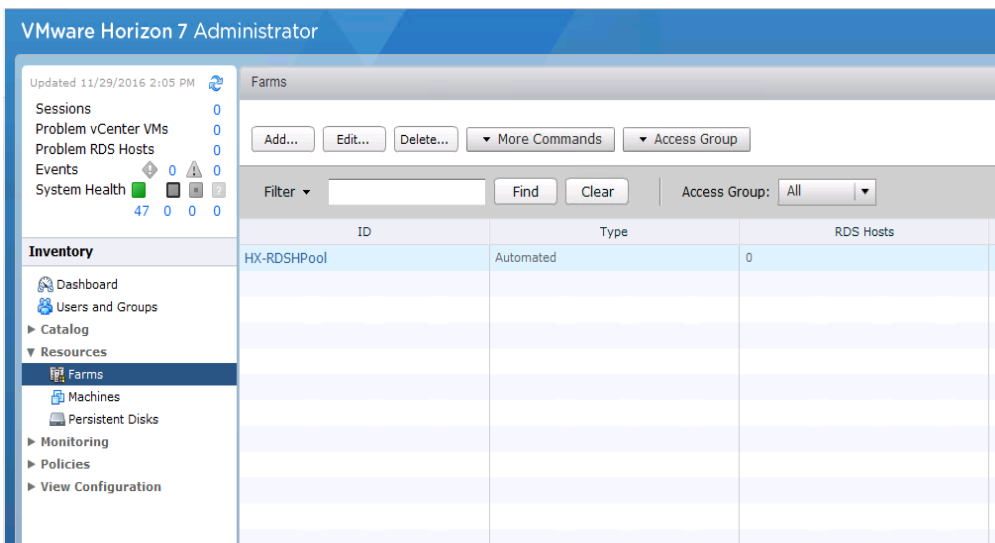 VMware Horizon 7 Administrator
Updated 11/29/2016 2:05 PM
Sessions 0
Problem vCenter VMs 0
Problem RDS Hosts 0
Events 0 0
System Health ?
47 0 0 0
Inventory
Dashboard
Users and Groups
Catalog
Resources
Farms
Machines
Persistent Disks
Monitoring
Policies
View Configuration
Farms
Add... Edit... Delete... More Commands Access Group
Filter Find Clear Access Group: All
ID Type RDS Hosts
HX-RDSHPool Automated 0